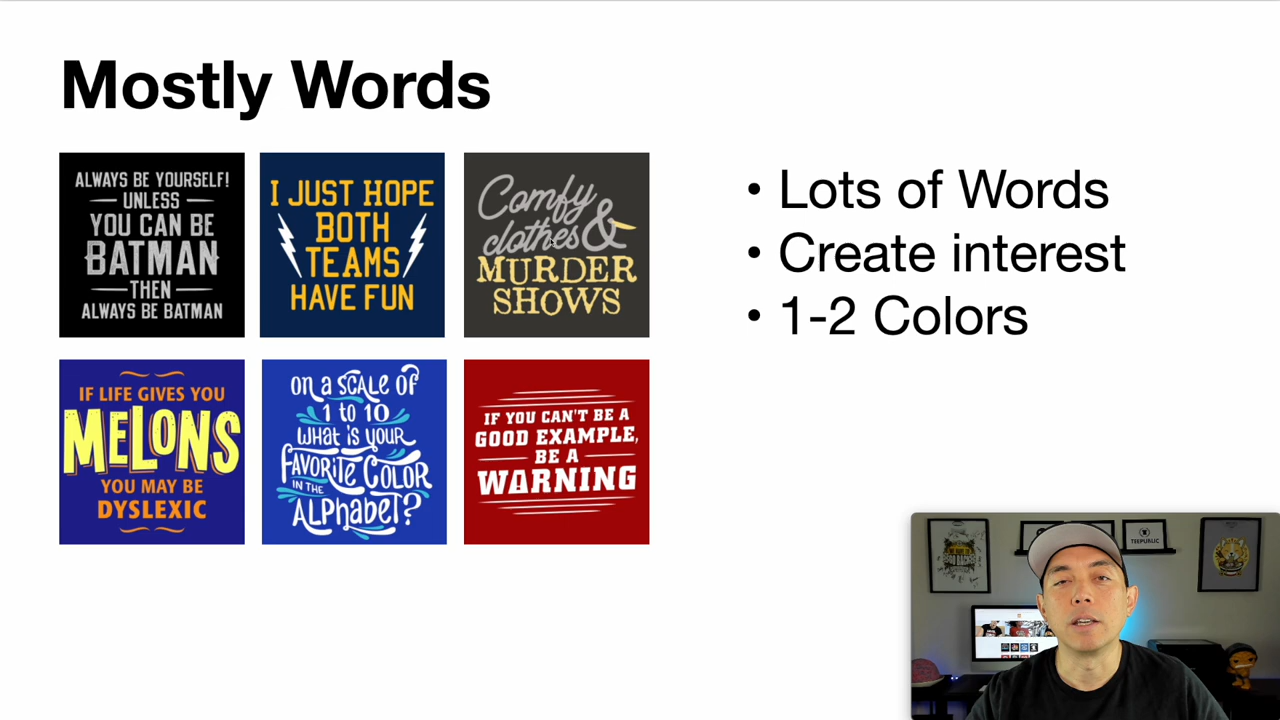 Mostly Words
ALWAYS BE YOURSELF!
UNLESS
YOU CAN BE
BATMAN
THEN
ALWAYS BE BATMAN
I JUST HOPE
BOTH
TEAMS
HAVE FUN
Comfy
clothes &
MURDER
SHOWS
IF LIFE GIVES YOU
MELONS
YOU MAY BE
DYSLEXIC
on a SCALE OF
1 to 10
WHAT IS YOUR
FAVORITE COLOR
IN THE
ALPHABET?
IF YOU CAN'T BE A
GOOD EXAMPLE,
BE A
WARNING
• Lots of Words
• Create interest
• 1-2 Colors
TEEPUBLIC